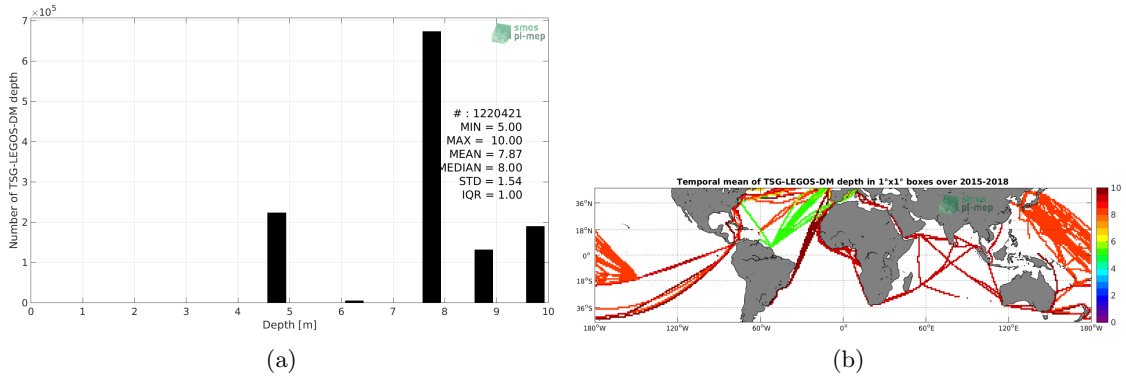 7 ×10⁵
smos
pi-mep
6
5
4
3
2
1
0
Number of TSG-LEGOS-DM depth
# : 1220421
MIN = 5.00
MAX = 10.00
MEAN = 7.87
MEDIAN = 8.00
STD = 1.54
IQR = 1.00
0 1 2 3 4 5 6 7 8 9 10
Depth [m]
(a)
Temporal mean of TSG-LEGOS-DM depth in 1°x1° boxes over 2015-2018
smos
pi-mep
36°N
18°N
0°
18°S
36°S
180°W 120°W 60°W 0° 60°E 120°E 180°W
10
8
6
4
2
0
(b)